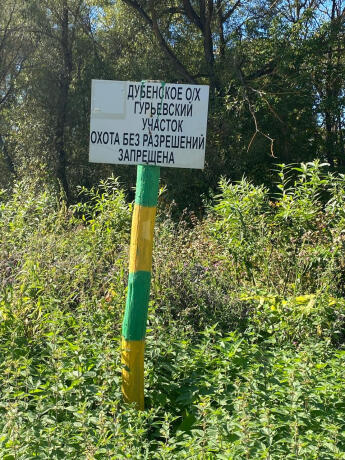 ДУБЕНСКОЕ О/Х
ГУРЬЕВСКИЙ
УЧАСТОК
ОХОТА БЕЗ РАЗРЕШЕНИЙ
ЗАПРЕЩЕНА